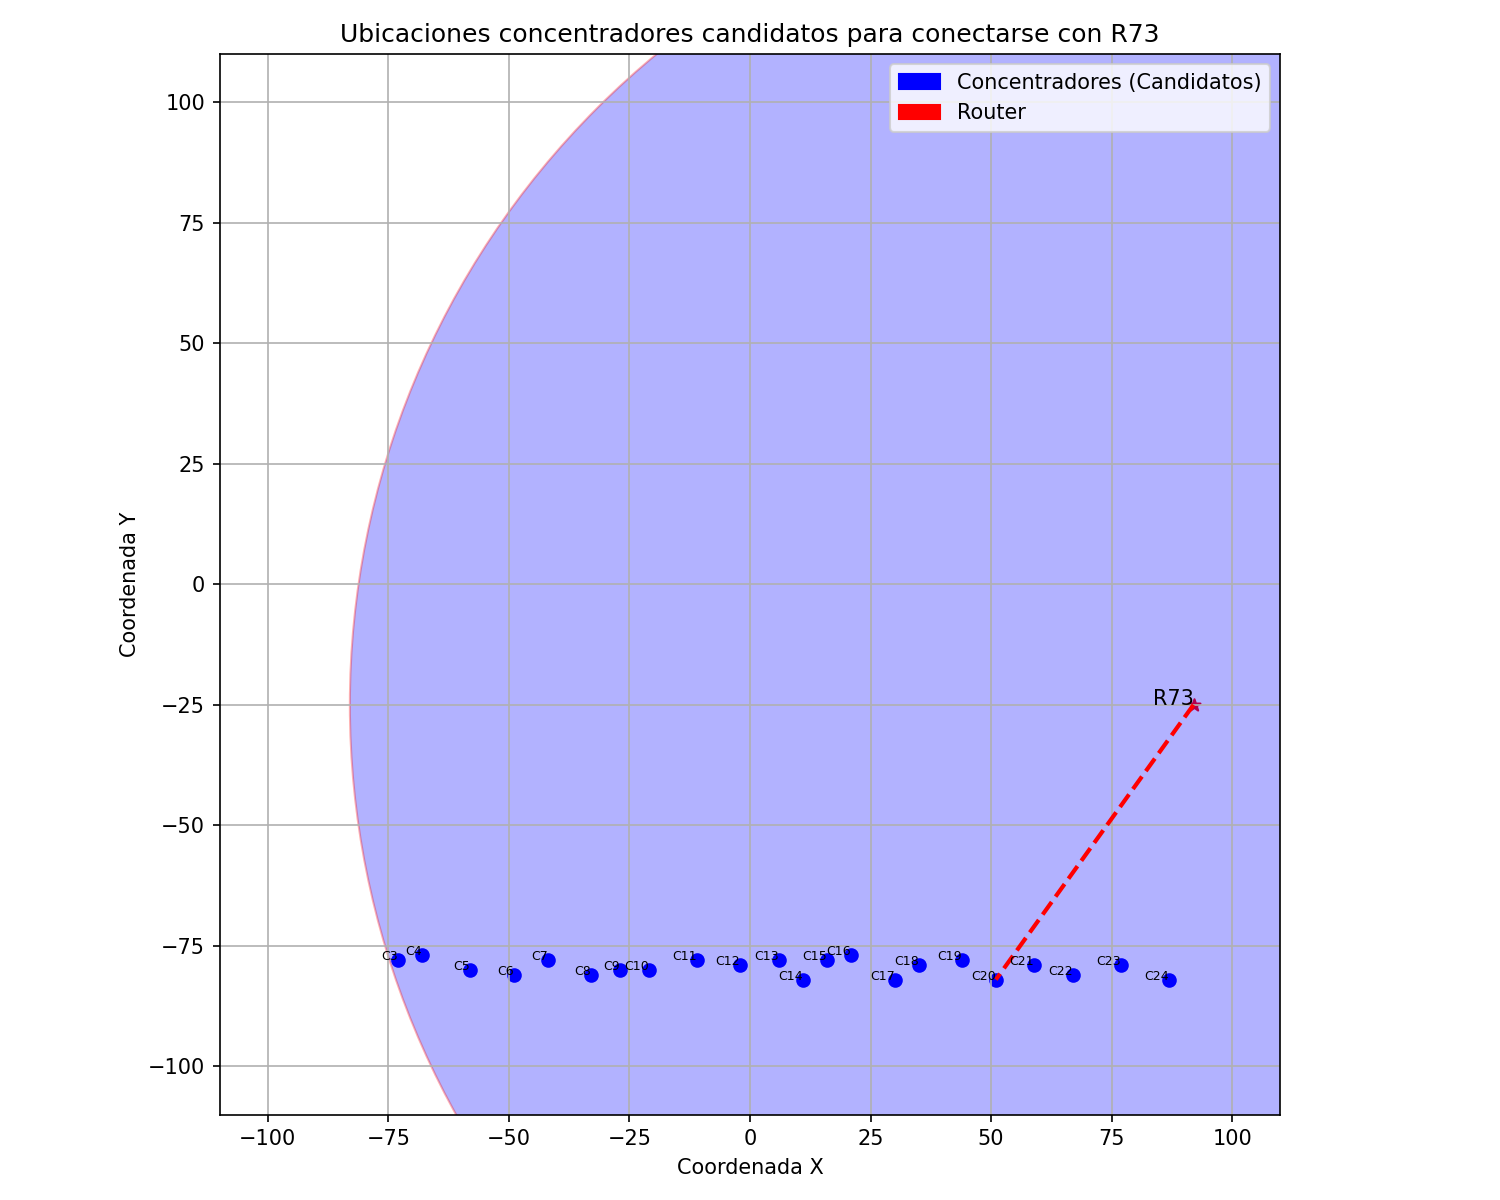 Ubicaciones concentradores candidatos para conectarse con R73
Concentradores (Candidatos)
Router
100
75
50
25
0
−25
−50
−75
−100
Coordenada Y
R73
C3
C4
C5
C6
C7
C8
C9
C10
C11
C12
C13
C14
C15
C16
C17
C18
C19
C20
C21
C22
C23
C24
−100
−75
−50
−25
0
25
50
75
100
Coordenada X